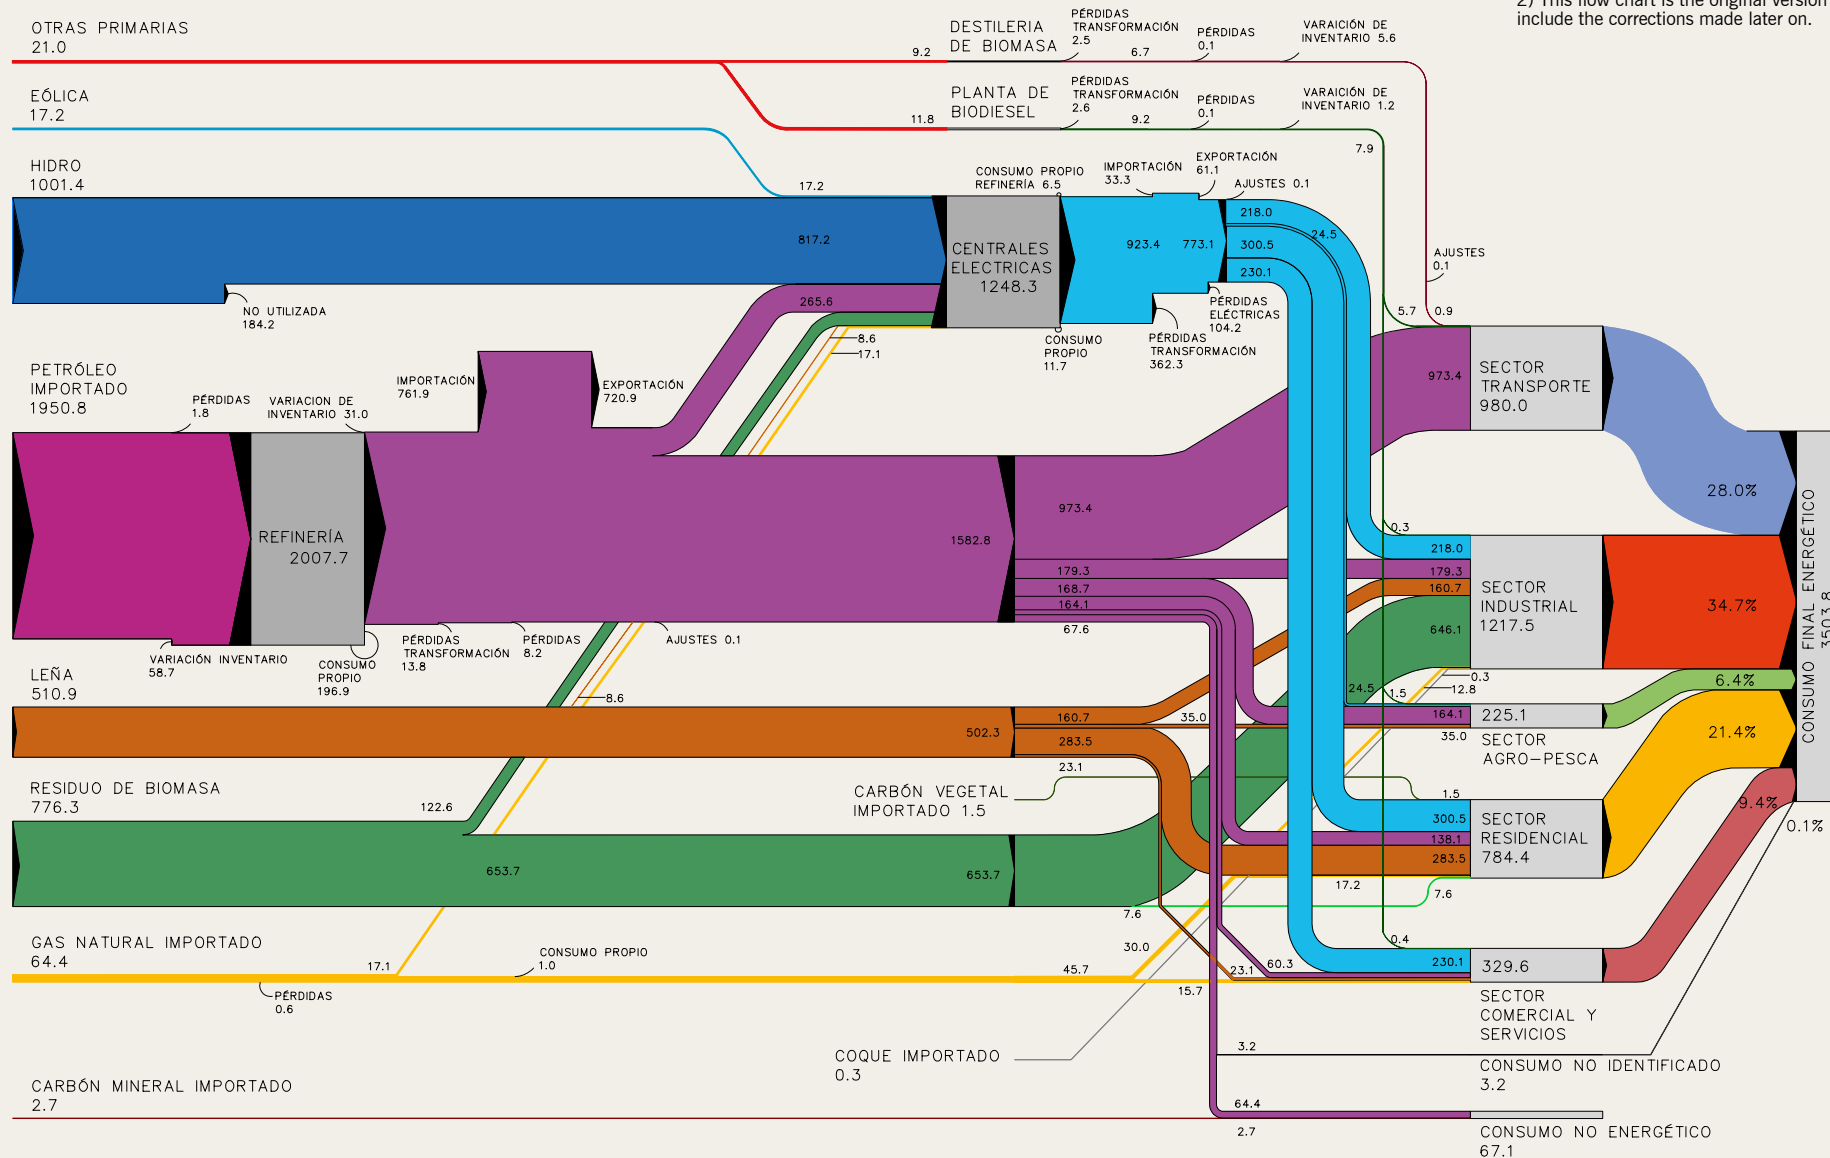 2) This flow chart is the original version
include the corrections made later on.
OTRAS PRIMARIAS
21.0
9.2
DESTILERIA
DE BIOMASA
PÉRDIDAS
TRANSFORMACIÓN
2.5
6.7
PÉRDIDAS
0.1
VARAICIÓN DE
INVENTARIO 5.6
EÓLICA
17.2
11.8
PLANTA DE
BIODIESEL
PÉRDIDAS
TRANSFORMACIÓN
2.6
9.2
PÉRDIDAS
0.1
VARAICIÓN DE
INVENTARIO 1.2
7.9
HIDRO
1001.4
17.2
817.2
NO UTILIZADA
184.2
CONSUMO PROPIO
REFINERÍA 6.5
IMPORTACIÓN
33.3
EXPORTACIÓN
61.1
AJUSTES 0.1
CENTRALES
ELECTRICAS
1248.3
923.4
773.1
218.0
24.5
300.5
230.1
AJUSTES
0.1
265.6
8.6
17.1
CONSUMO
PROPIO
11.7
PÉRDIDAS
TRANSFORMACIÓN
362.3
PÉRDIDAS
ELÉCTRICAS
104.2
5.7
0.9
PETRÓLEO
IMPORTADO
1950.8
PÉRDIDAS
1.8
VARIACION DE
INVENTARIO 31.0
IMPORTACIÓN
761.9
EXPORTACIÓN
720.9
973.4
SECTOR
TRANSPORTE
980.0
28.0%
REFINERÍA
2007.7
1582.8
973.4
0.3
179.3
168.7
164.1
67.6
218.0
179.3
160.7
646.1
SECTOR
INDUSTRIAL
1217.5
34.7%
CONSUMO FINAL ENERGÉTICO
3503.8
VARIACIÓN INVENTARIO
58.7
CONSUMO
PROPIO
196.9
PÉRDIDAS
TRANSFORMACIÓN
13.8
PÉRDIDAS
8.2
AJUSTES 0.1
0.3
12.8
LEÑA
510.9
8.6
502.3
160.7
35.0
283.5
23.1
24.5
1.5
164.1
35.0
225.1
SECTOR
AGRO-PESCA
6.4%
21.4%
RESIDUO DE BIOMASA
776.3
122.6
653.7
653.7
CARBÓN VEGETAL
IMPORTADO 1.5
1.5
300.5
138.1
283.5
17.2
7.6
7.6
SECTOR
RESIDENCIAL
784.4
9.4%
0.1%
GAS NATURAL IMPORTADO
64.4
17.1
PÉRDIDAS
0.6
CONSUMO PROPIO
1.0
45.7
30.0
15.7
23.1
60.3
0.4
230.1
329.6
SECTOR
COMERCIAL Y
SERVICIOS
COQUE IMPORTADO
0.3
3.2
CONSUMO NO IDENTIFICADO
3.2
CARBÓN MINERAL IMPORTADO
2.7
64.4
2.7
CONSUMO NO ENERGÉTICO
67.1